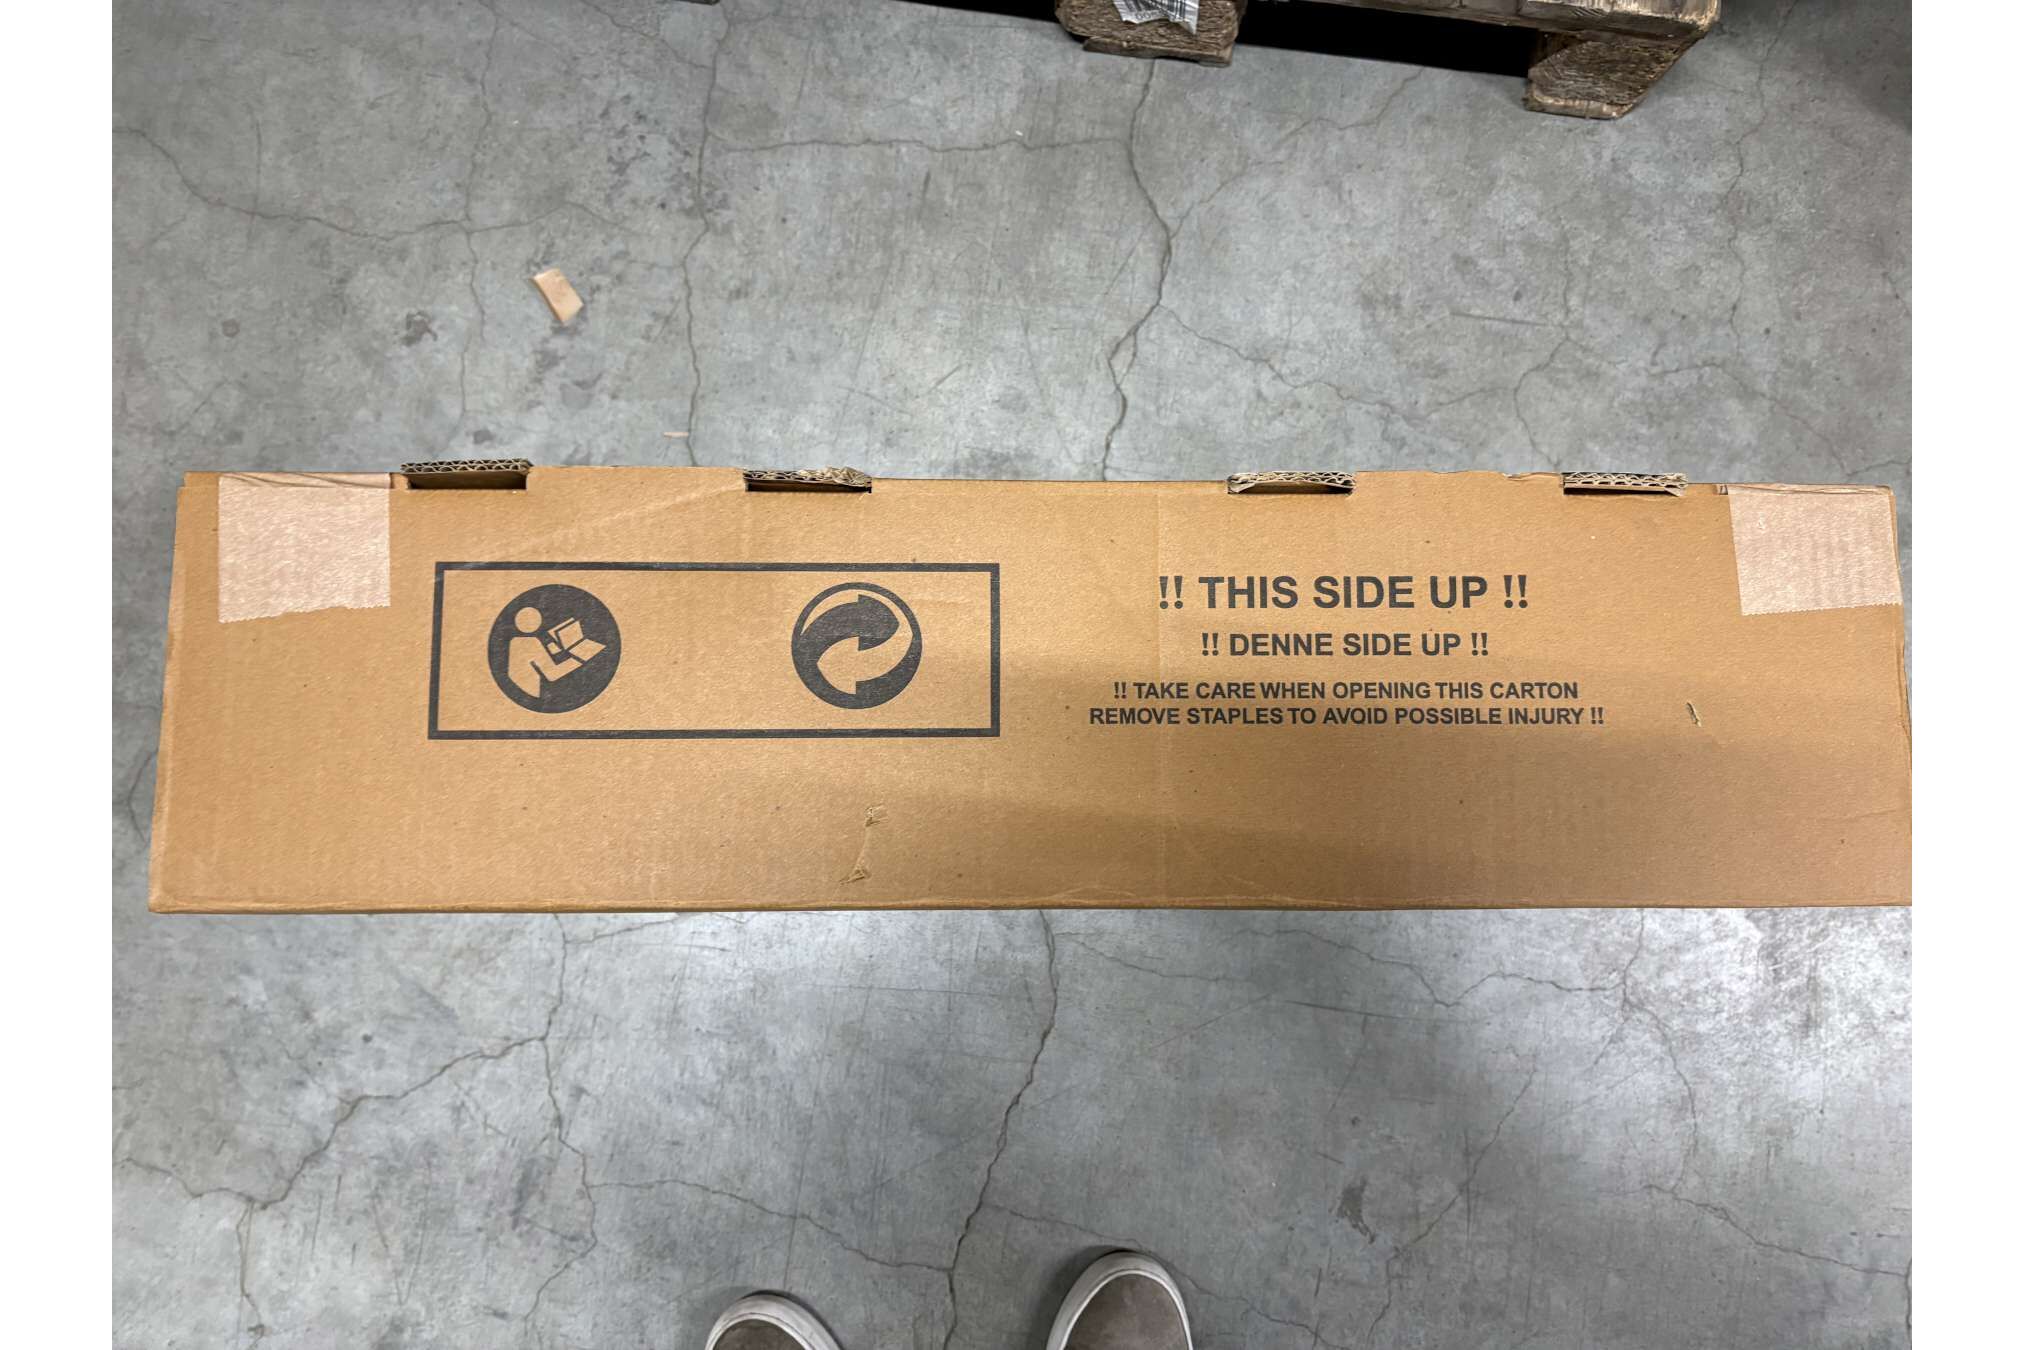 !! THIS SIDE UP !!
!! DENNE SIDE UP !!
!! TAKE CARE WHEN OPENING THIS CARTON
REMOVE STAPLES TO AVOID POSSIBLE INJURY !!